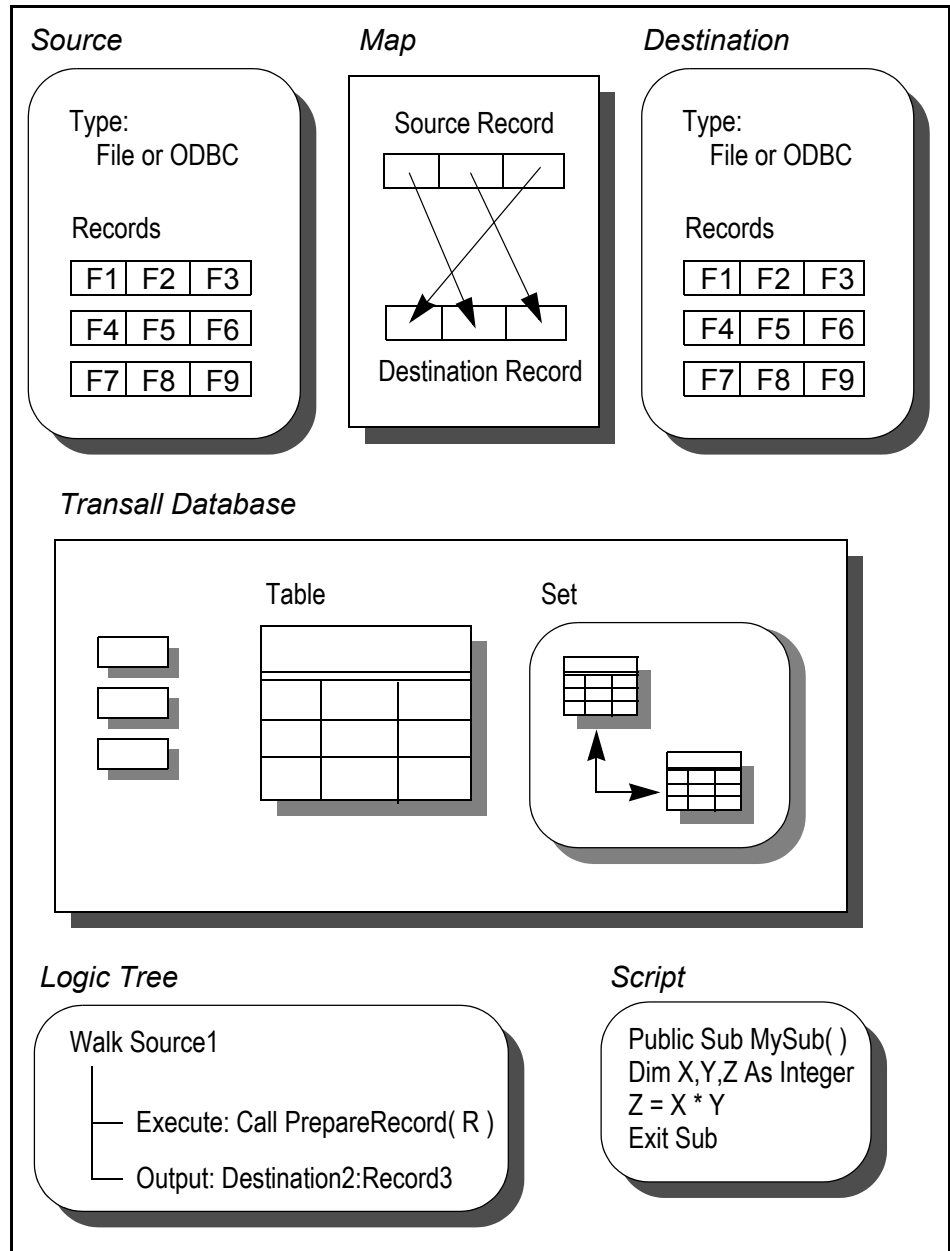 Source
Map
Destination
Type:
File or ODBC
Records
F1 F2 F3
F4 F5 F6
F7 F8 F9
Source Record
Destination Record
Type:
File or ODBC
Records
F1 F2 F3
F4 F5 F6
F7 F8 F9
Transall Database
Table
Set
Logic Tree
Walk Source1
Execute: Call PrepareRecord( R )
Output: Destination2:Record3
Script
Public Sub MySub( )
Dim X,Y,Z As Integer
Z = X * Y
Exit Sub